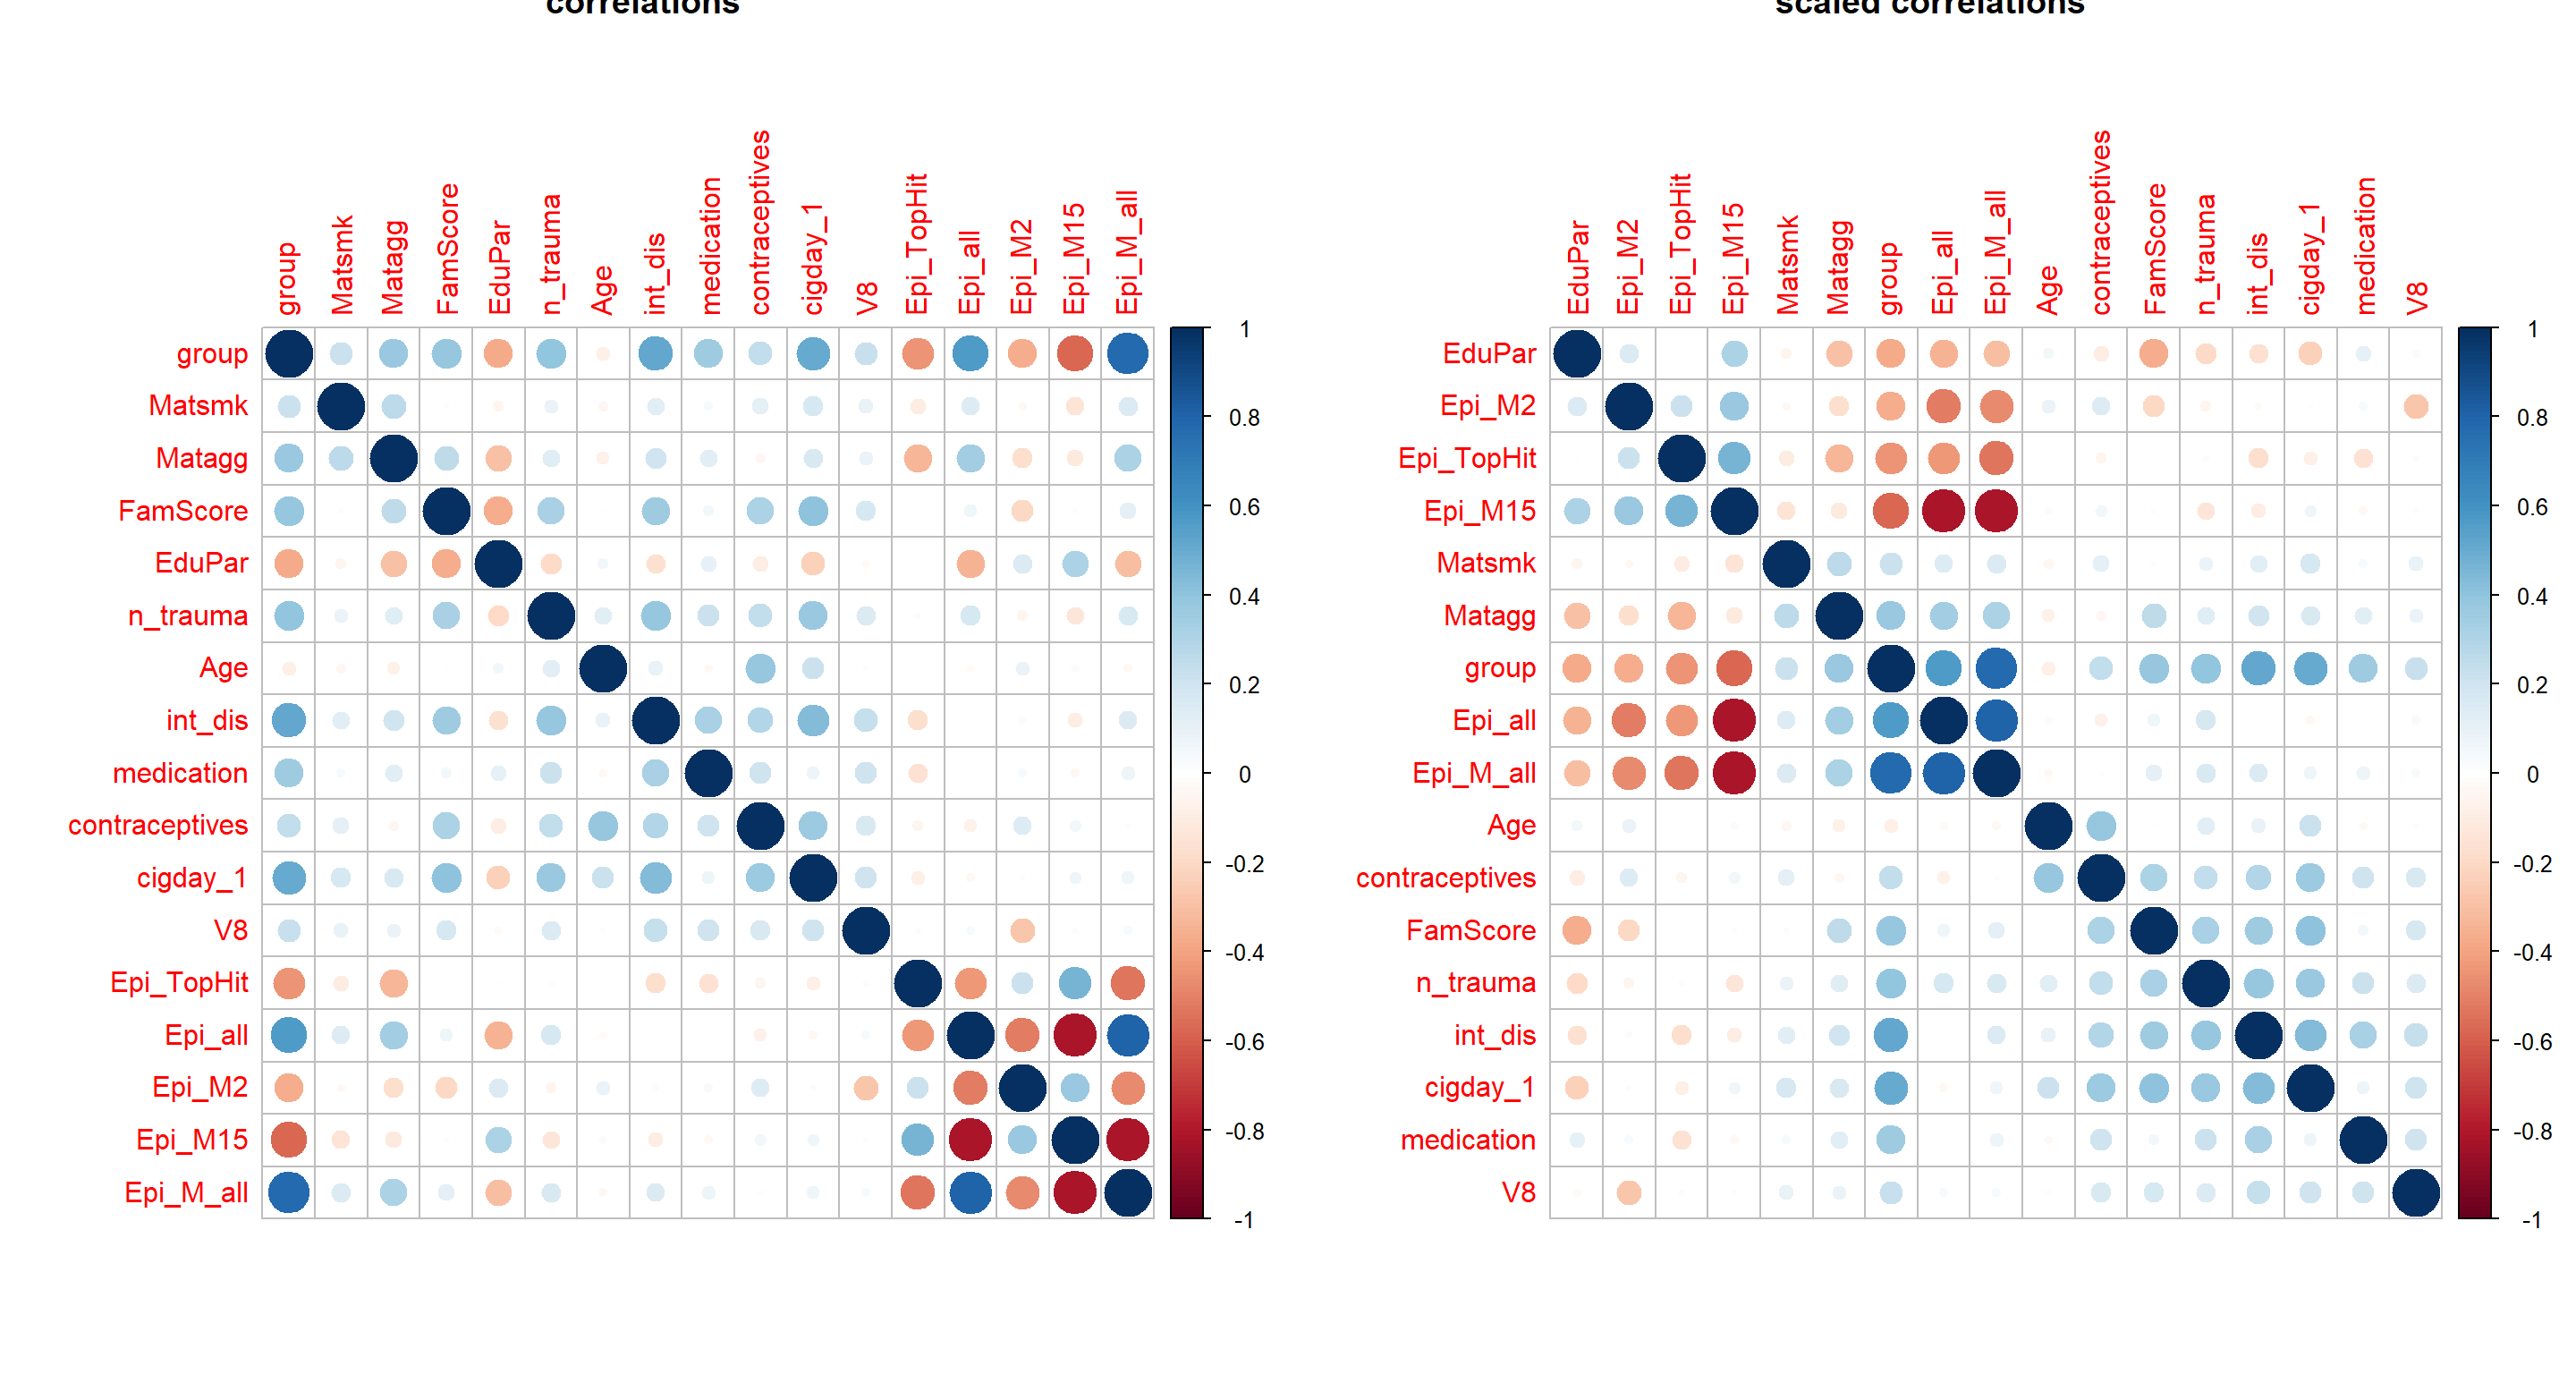 correlations
group
Matsmk
Matagg
FamScore
EduPar
n_trauma
Age
int_dis
medication
contraceptives
cigday_1
V8
Epi_TopHit
Epi_all
Epi_M2
Epi_M15
Epi_M_all
group
Matsmk
Matagg
FamScore
EduPar
n_trauma
Age
int_dis
medication
contraceptives
cigday_1
V8
Epi_TopHit
Epi_all
Epi_M2
Epi_M15
Epi_M_all
1
0.8
0.6
0.4
0.2
0
-0.2
-0.4
-0.6
-0.8
-1
scaled correlations
EduPar
Epi_M2
Epi_TopHit
Epi_M15
Matsmk
Matagg
group
Epi_all
Epi_M_all
Age
contraceptives
FamScore
n_trauma
int_dis
cigday_1
medication
V8
EduPar
Epi_M2
Epi_TopHit
Epi_M15
Matsmk
Matagg
group
Epi_all
Epi_M_all
Age
contraceptives
FamScore
n_trauma
int_dis
cigday_1
medication
V8
1
0.8
0.6
0.4
0.2
0
-0.2
-0.4
-0.6
-0.8
-1